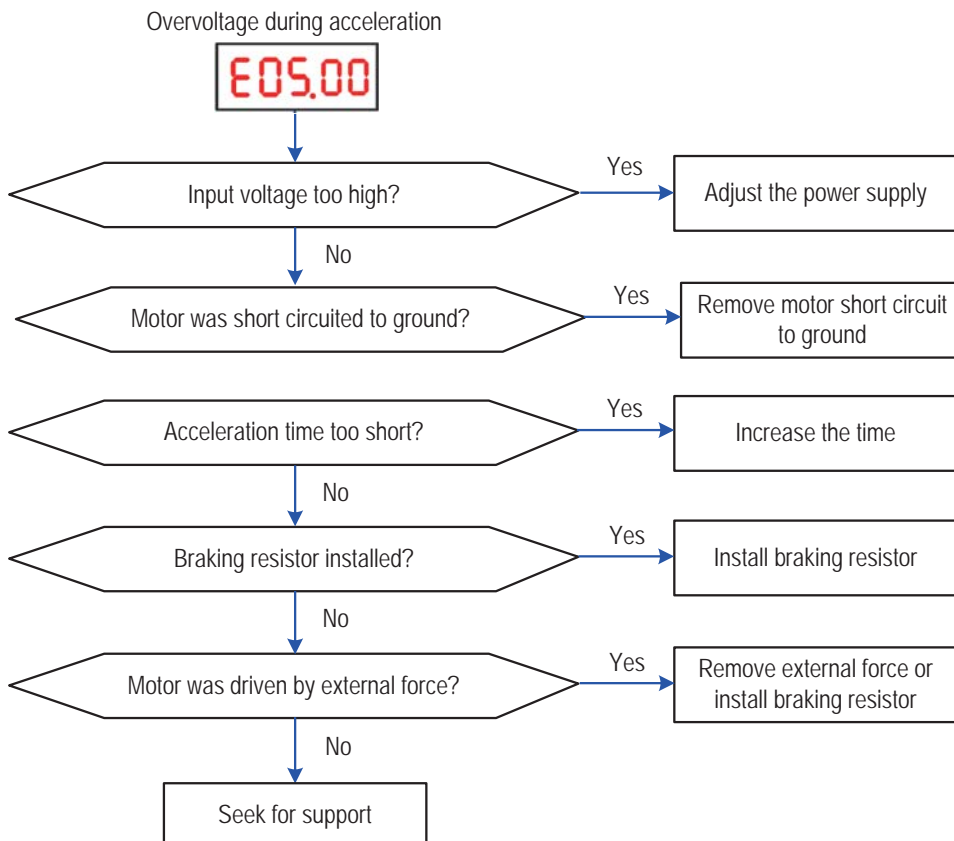 Overvoltage during acceleration
E05.00
Input voltage too high?
Yes
Adjust the power supply
No
Motor was short circuited to ground?
Yes
Remove motor short circuit
to ground
Acceleration time too short?
Yes
Increase the time
No
Braking resistor installed?
Yes
Install braking resistor
No
Motor was driven by external force?
Yes
Remove external force or
install braking resistor
No
Seek for support